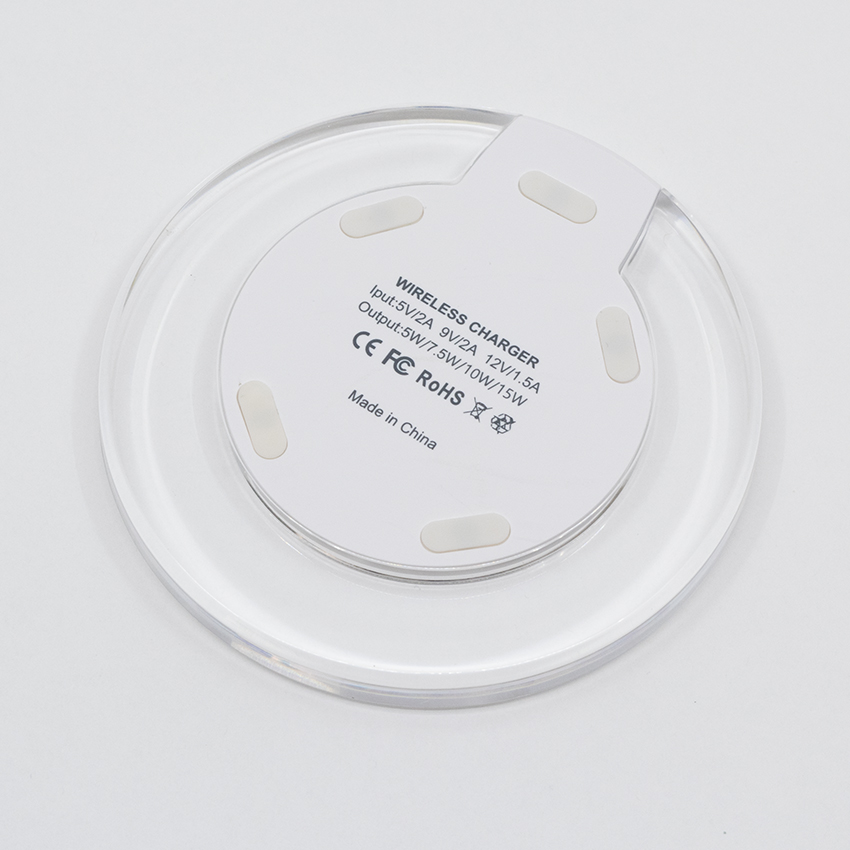 WIRELESS CHARGER
Iput:5V/2A 9V/2A 12V/1.5A
Output:5W/7.5W/10W/15W
CE FC RoHS
Made in China